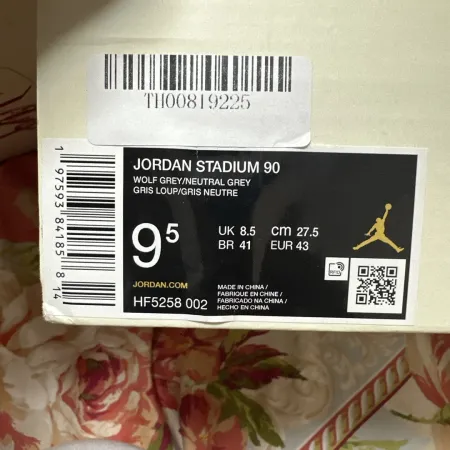 TH00819225
JORDAN STADIUM 90
WOLF GREY/NEUTRAL GREY
GRIS LOUP/GRIS NEUTRE
9⁵
UK 8.5 cm 27.5
BR 41 EUR 43
JORDAN.COM
HF5258 002
MADE IN CHINA /
FABRIQUE EN CHINE /
FABRICADO NA CHINA /
HECHO EN CHINA
1 97593 84185 8 14